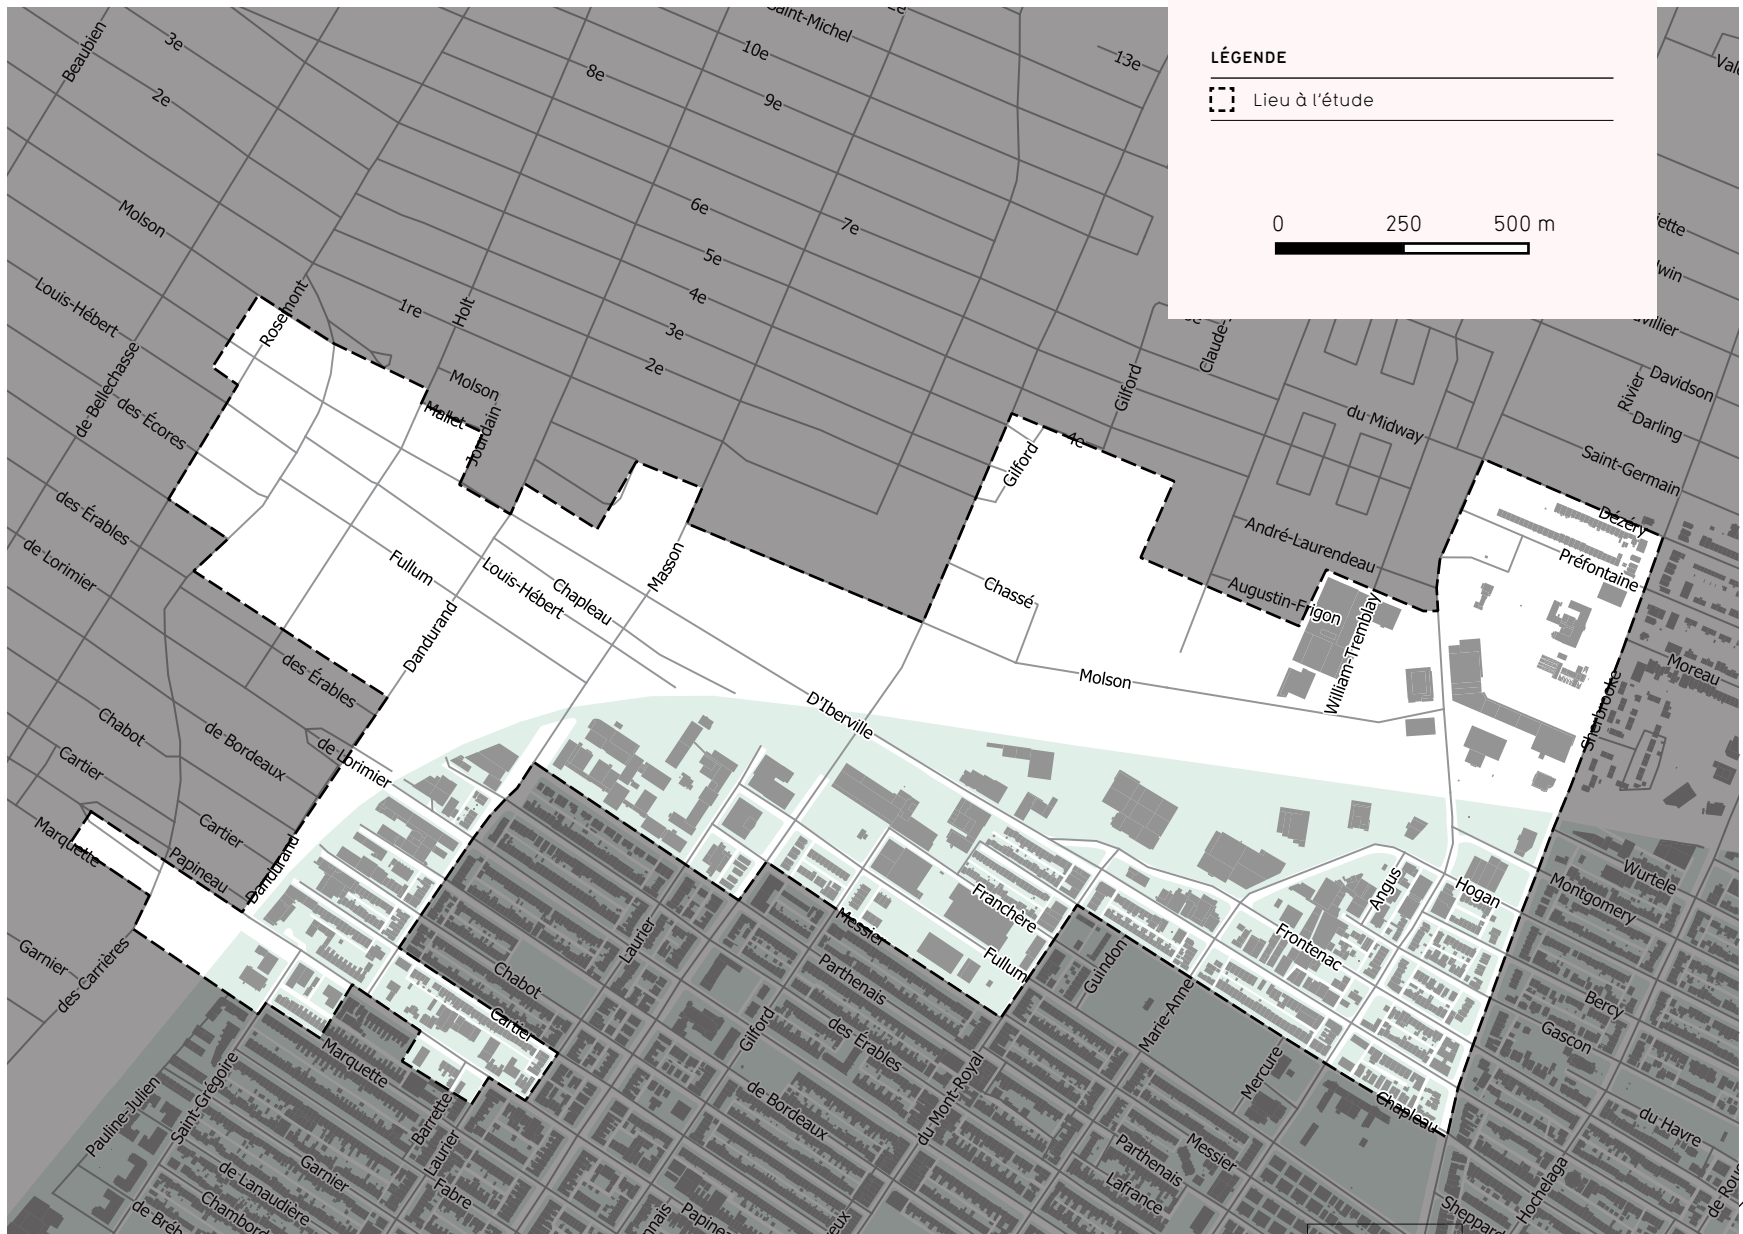 LÉGENDE
Lieu à l'étude
0 250 500 m
Beaubien
3e
2e
8e
10e
9e
Saint-Michel
13e
Molson
Louis-Hébert
de Bellechasse
des Écores
Rosemont
1re
Holt
Molson
Mallet
Jourdain
6e
7e
5e
4e
3e
2e
Gilford
4e
Gilford
du Midway
Rivier
Davidson
Darling
Saint-Germain
Dézéry
Préfontaine
André-Laurendeau
Augustin-Frigon
William-Tremblay
Moreau
Sherbrooke
des Érables
de Lorimier
Fullum
Louis-Hébert
Chapleau
Masson
Dandurand
Chassé
Molson
D'Iberville
des Érables
de Bordeaux
de Lorimier
Chabot
Cartier
Cartier
Papineau
Dandurand
Marquette
Garnier
des Carrières
Chabot
Cartier
Laurier
Messier
Franchère
Fullum
Parthenais
Gilford
des Érables
Guindon
Marie-Anne
Frontenac
Angus
Hogan
Wurtele
Montgomery
Bercy
Gascon
Mercure
Chapleau
du Havre
Hochelaga
Sheppard
Pauline-Julien
Saint-Grégoire
Marquette
Barrette
Laurier
Garnier
Fabre
de Lanaudière
Chambord
de Bordeaux
du Mont-Royal
Parthenais
Messier
Lafrance